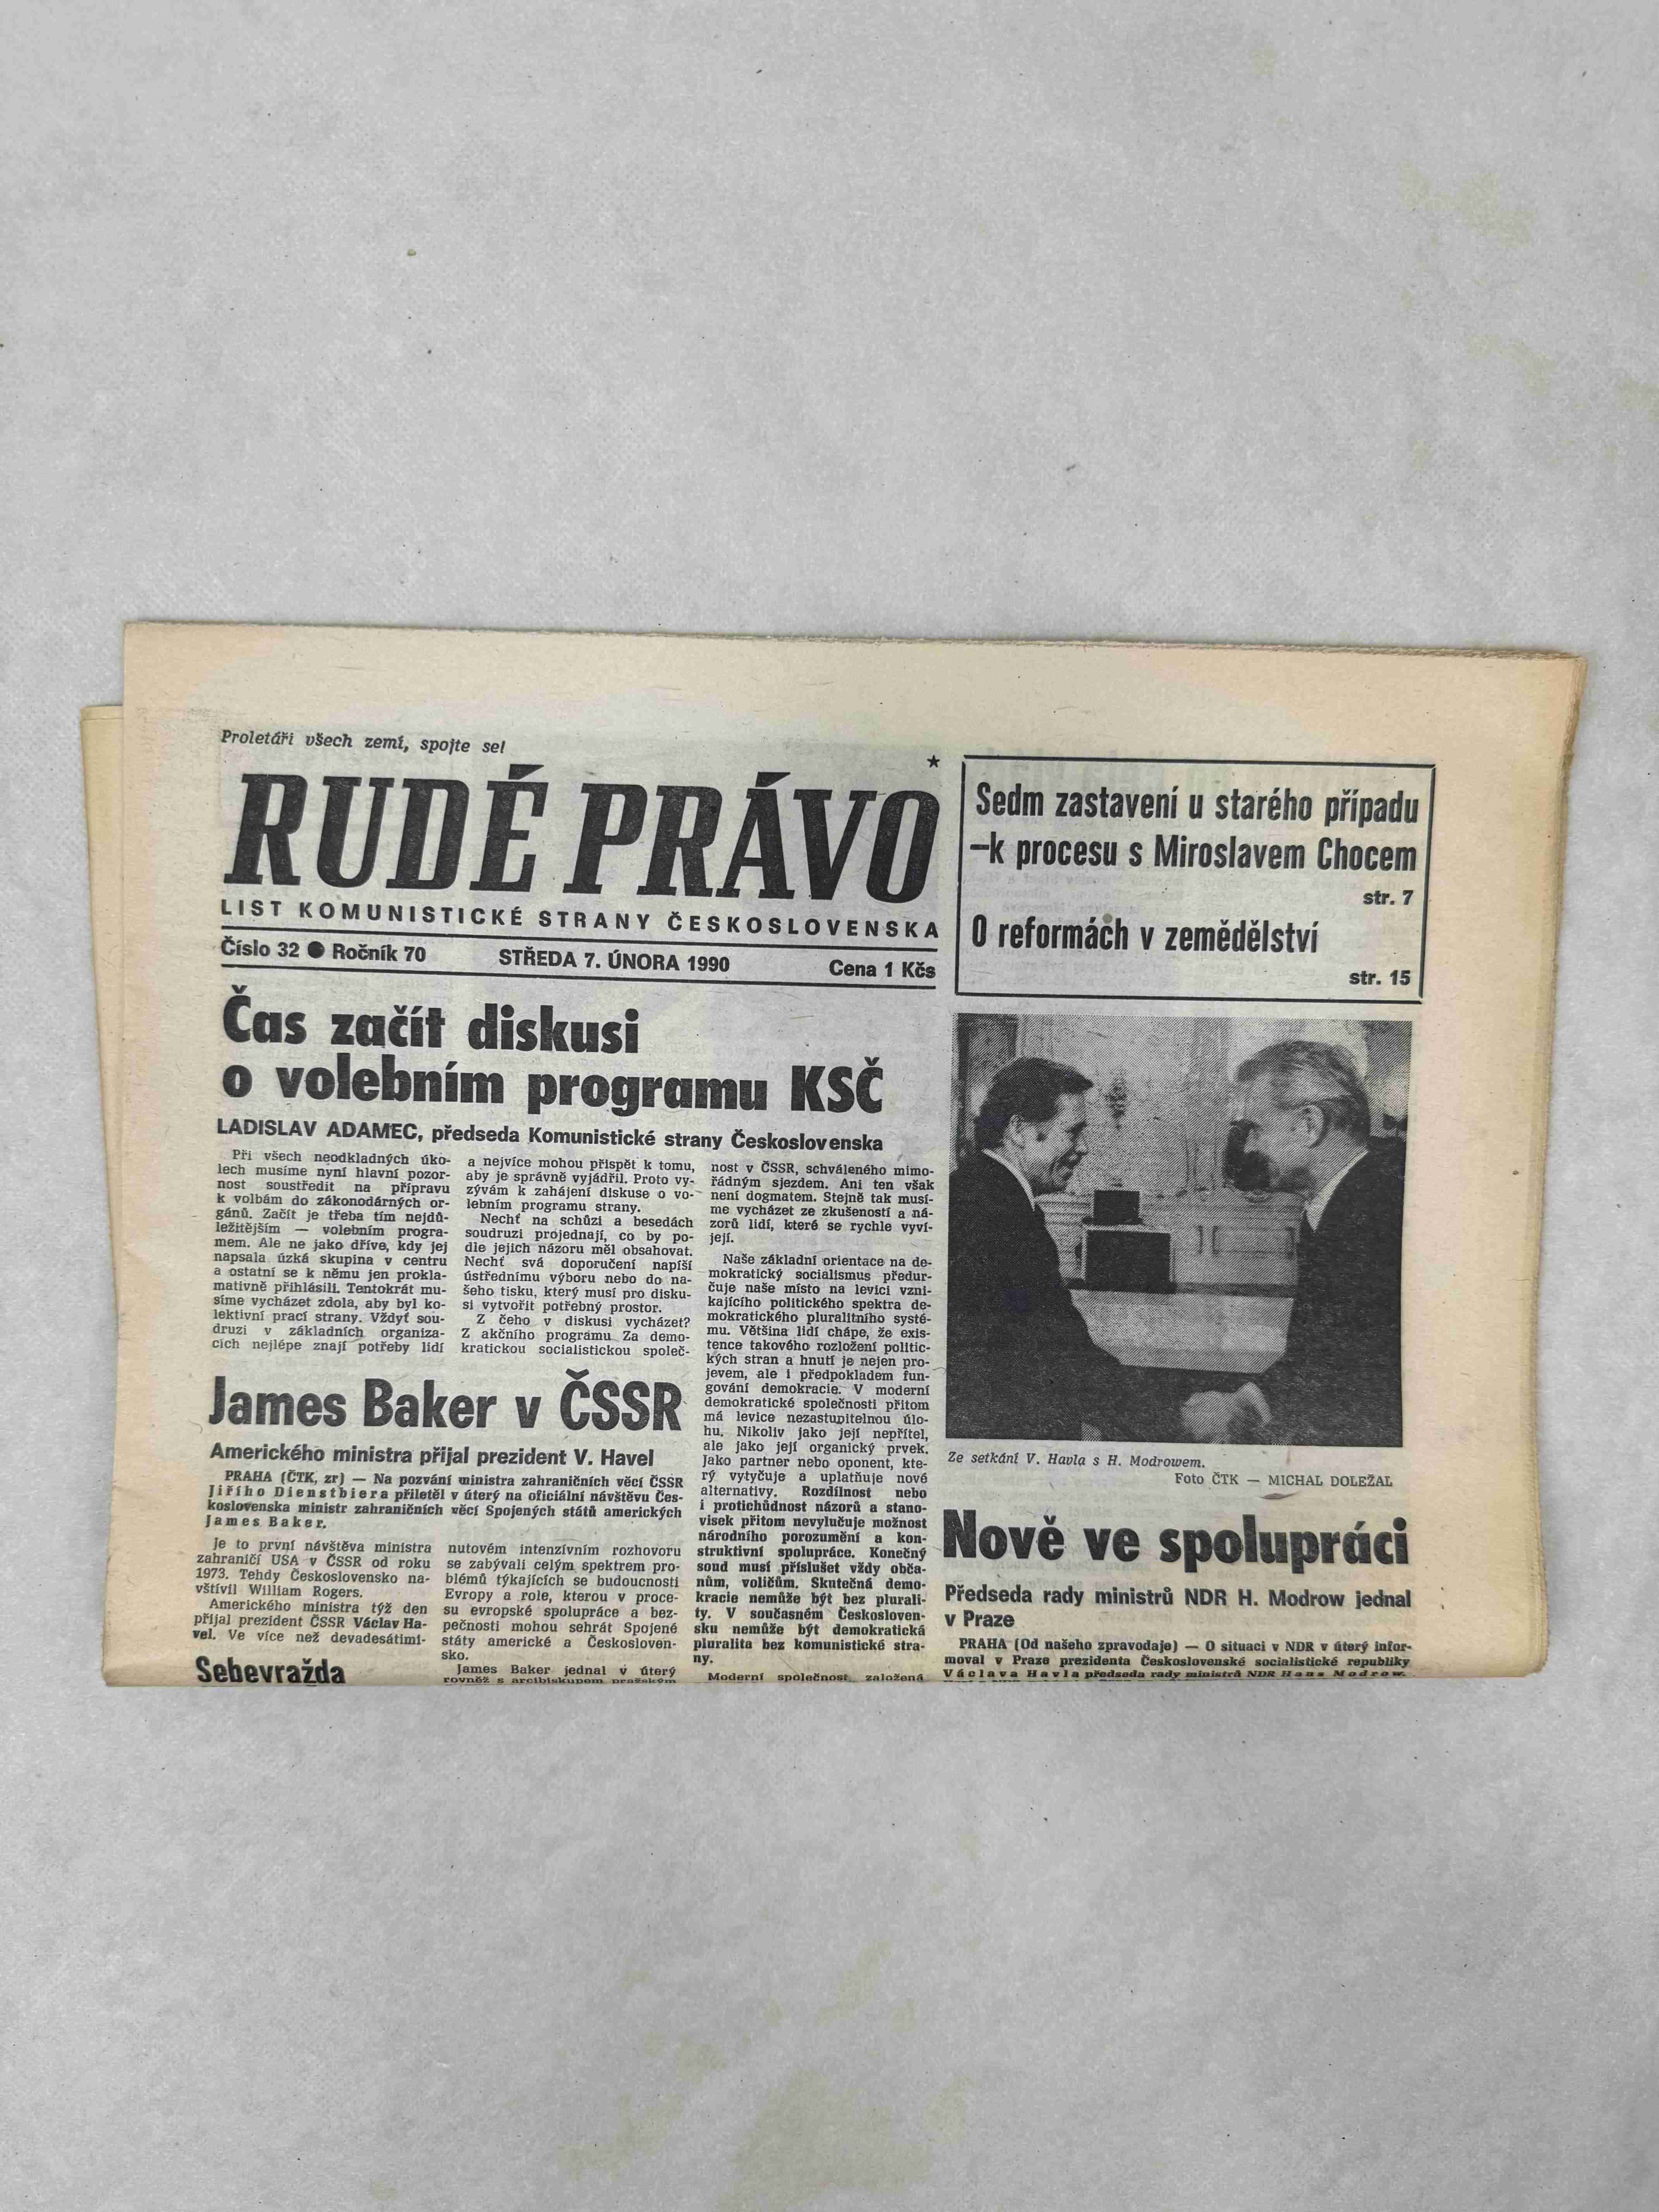 Proletáři všech zemí, spojte se!
RUDÉ PRÁVO
LIST KOMUNISTICKÉ STRANY ČESKOSLOVENSKA
Číslo 32 ● Ročník 70 STŘEDA 7. ÚNORA 1990 Cena 1 Kčs
Sedm zastavení u starého případu
—k procesu s Miroslavem Chocem
str. 7
O reformách v zemědělství
str. 15
Čas začít diskusi
o volebním programu KSČ
LADISLAV ADAMEC, předseda Komunistické strany Československa
Při všech neodkladných úko-
lech musíme nyní hlavní pozor-
nost soustředit na přípravu
k volbám do zákonodárných or-
gánů. Začít je třeba tím nejdů-
ležitějším — volebním progra-
mem. Ale ne jako dříve, kdy jej
napsala úzká skupina v centru
a ostatní se k němu jen prokla-
mativně přihlásili. Tentokrát mu-
síme vycházet zdola, aby byl ko-
lektivní prací strany. Vždyť sou-
druzi v základních organiza-
cích nejlépe znají potřeby lidí
a nejvíce mohou přispět k tomu,
aby je správně vyjádřil. Proto vy-
zývám k zahájení diskuse o vo-
lebním programu strany.
Nechť na schůzi a besedách
soudruzi projednají, co by po-
dle jejich názoru měl obsahovat.
Nechť svá doporučení napíší
ústřednímu výboru nebo do na-
šeho tisku, který musí pro disku-
si vytvořit potřebný prostor.
Z čeho v diskusi vycházet?
Z akčního programu Za demo-
kratickou socialistickou společ-
nost v ČSSR, schváleného mimo-
řádným sjezdem. Ani ten však
není dogmatem. Stejně tak musí-
me vycházet ze zkušeností a ná-
zorů lidí, které se rychle vyví-
její.
Naše základní orientace na de-
mokratický socialismus předur-
čuje naše místo na levici vzni-
kajícího politického spektra de-
mokratického pluralitního systé-
mu. Většina lidí chápe, že exis-
tence takového rozložení politic-
kých stran a hnutí je nejen pro-
jevem, ale i předpokladem fun-
gování demokracie. V moderní
demokratické společnosti přitom
má levice nezastupitelnou úlo-
hu. Nikoliv jako její nepřítel,
ale jako její organický prvek.
Jako partner nebo oponent, kte-
rý vytyčuje a uplatňuje nové
alternativy. Rozdílnost nebo
i protichůdnost názorů a stano-
visek přitom nevylučuje možnost
národního porozumění a kon-
struktivní spolupráce. Konečný
soud musí příslušet vždy obča-
nům, voličům. Skutečná demo-
kracie nemůže být bez plurali-
ty. V současném Českosloven-
sku nemůže být demokratická
pluralita bez komunistické stra-
ny.
Moderní společnost, založená
James Baker v ČSSR
Amerického ministra přijal prezident V. Havel
PRAHA (ČTK, zr) — Na pozvání ministra zahraničních věcí ČSSR
Jiřího Dienstbiera přiletěl v úterý na oficiální návštěvu Čes-
koslovenska ministr zahraničních věcí Spojených států amerických
James Baker.
Je to první návštěva ministra
zahraničí USA v ČSSR od roku
1973. Tehdy Československo na-
vštívil William Rogers.
Amerického ministra týž den
přijal prezident ČSSR Václav Ha-
vel. Ve více než devadesátimi-
nutovém intenzívním rozhovoru
se zabývali celým spektrem pro-
blémů týkajících se budoucnosti
Evropy a role, kterou v proce-
su evropské spolupráce a bez-
pečnosti mohou sehrát Spojené
státy americké a Českosloven-
sko.
James Baker jednal v úterý
rovněž s arcibiskupem pražským
Sebevražda
Ze setkání V. Havla s H. Modrowem.
Foto ČTK — MICHAL DOLEŽAL
Nově ve spolupráci
Předseda rady ministrů NDR H. Modrow jednal
v Praze
PRAHA (Od našeho zpravodaje) — O situaci v NDR v úterý infor-
moval v Praze prezidenta Československé socialistické republiky
Václava Havla předseda rady ministrů NDR Hans Modrow.